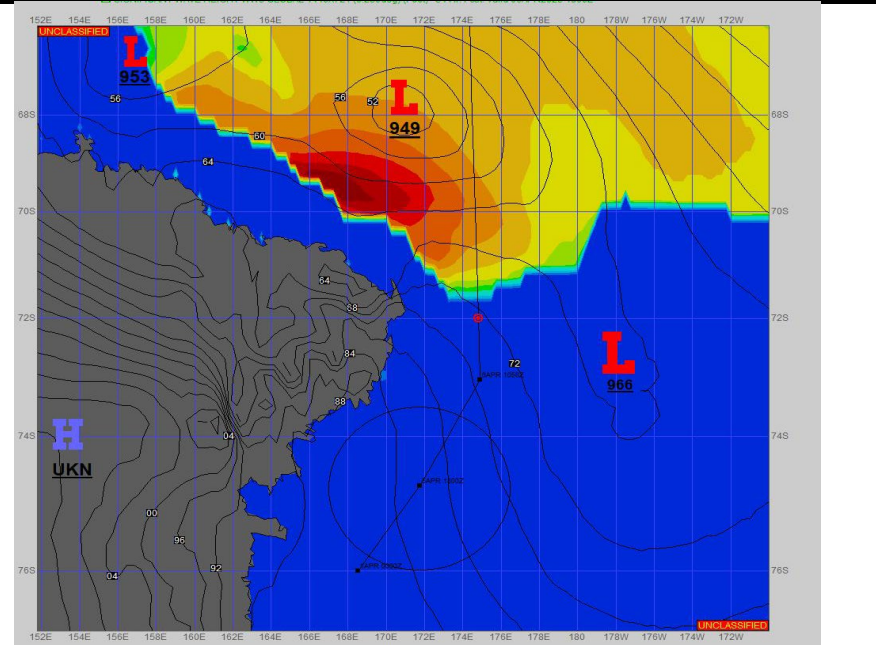 152E 154E 156E 158E 160E 162E 164E 166E 168E 170E 172E 174E 176E 178E 180 178W 176W 174W 172W
UNCLASSIFIED
L
953
L
949
56
56
52
68S
68S
60
64
70S
70S
64
68
72S
72S
84
72
L
966
88
H
UKN
74S
04
74S
00
96
92
04
76S
76S
UNCLASSIFIED
152E 154E 156E 158E 160E 162E 164E 166E 168E 170E 172E 174E 176E 178E 180 178W 176W 174W 172W